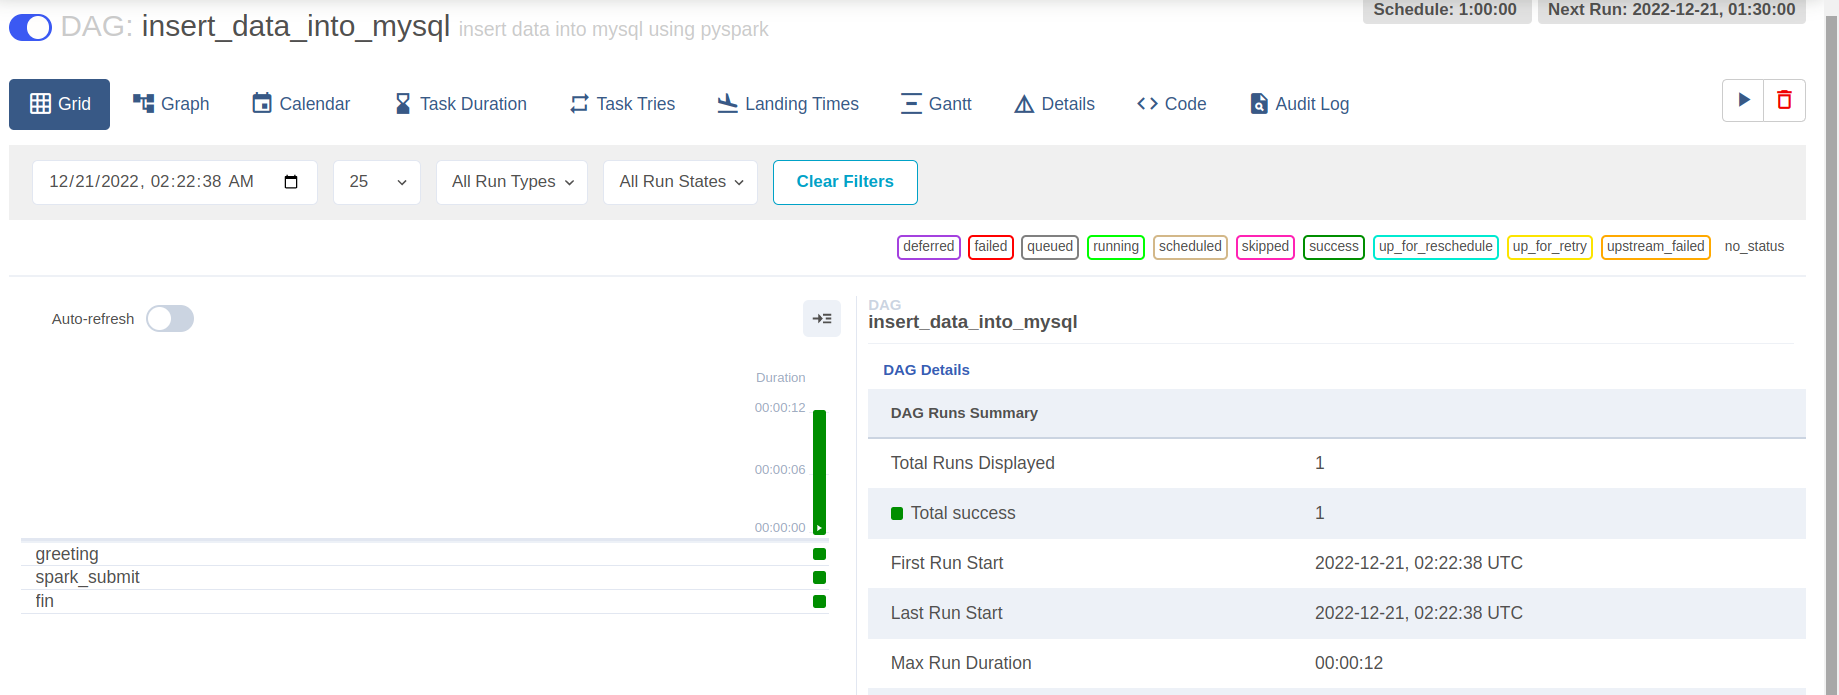 Schedule: 1:00:00 Next Run: 2022-12-21, 01:30:00
DAG: insert_data_into_mysql insert data into mysql using pyspark
Grid Graph Calendar Task Duration Task Tries Landing Times Gantt Details Code Audit Log
12/21/2022, 02:22:38 AM 25 All Run Types All Run States Clear Filters
deferred failed queued running scheduled skipped success up_for_reschedule up_for_retry upstream_failed no_status
Auto-refresh
Duration
00:00:12
00:00:06
00:00:00
greeting
spark_submit
fin
DAG
insert_data_into_mysql
DAG Details
DAG Runs Summary
Total Runs Displayed 1
Total success 1
First Run Start 2022-12-21, 02:22:38 UTC
Last Run Start 2022-12-21, 02:22:38 UTC
Max Run Duration 00:00:12